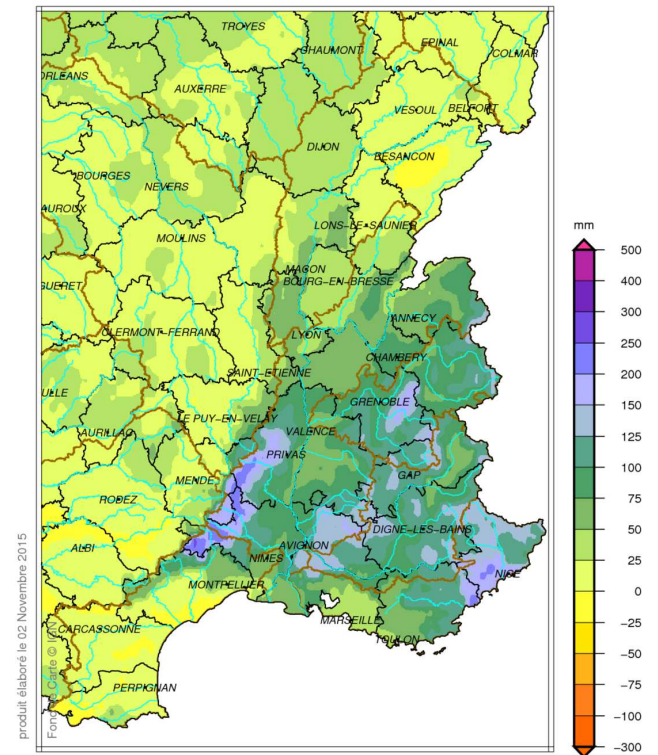 TROYES
CHAUMONT
EPINAL
COLMAR
ORLEANS
AUXERRE
VESOUL
BELFORT
DIJON
BESANCON
BOURGES
NEVERS
AUROUX
LONS-LE-SAUNIER
MOULINS
MACON
BOURG-EN-BRESSE
GUERET
ANNECY
CLERMONT-FERRAND
LYON
CHAMBERY
SAINT-ETIENNE
ULLE
GRENOBLE
LE PUY-EN-VELAY
AURILLAC
VALENCE
PRIVAS
MENDE
GAP
RODEZ
DIGNE-LES-BAINS
ALBI
AVIGNON
NIMES
NICE
MONTPELLIER
MARSEILLE
CARCASSONNE
TOULON
PERPIGNAN
produit élaboré le 02 Novembre 2015
Fond de Carte © IGN
mm
500
400
300
250
200
150
125
100
75
50
25
0
-25
-50
-75
-100
-300